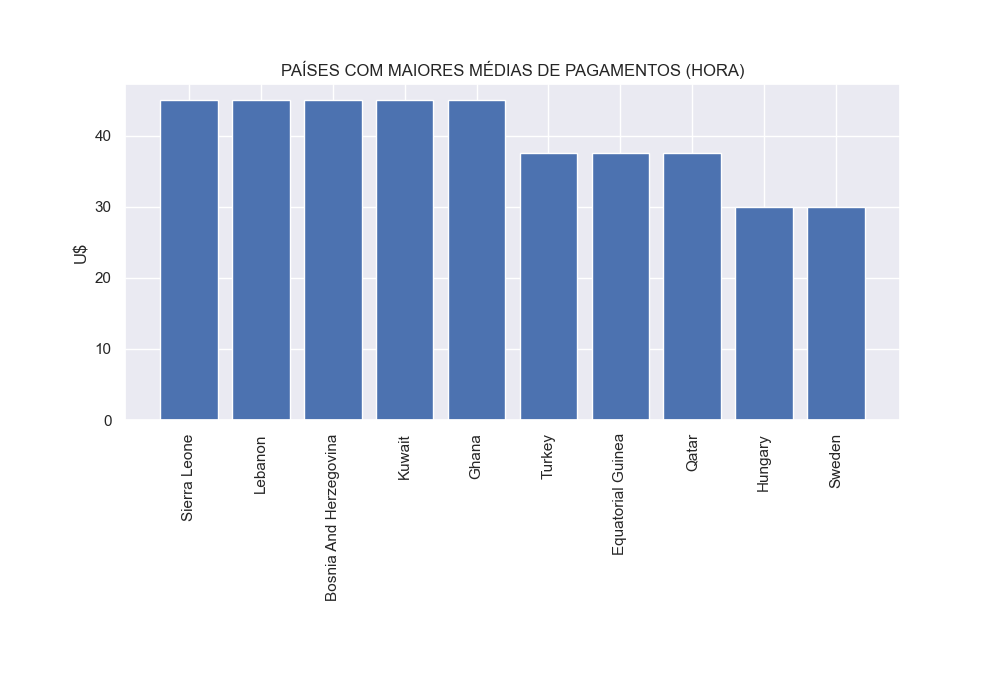 PAÍSES COM MAIORES MÉDIAS DE PAGAMENTOS (HORA)
U$
40
30
20
10
0
Sierra Leone
Lebanon
Bosnia And Herzegovina
Kuwait
Ghana
Turkey
Equatorial Guinea
Qatar
Hungary
Sweden